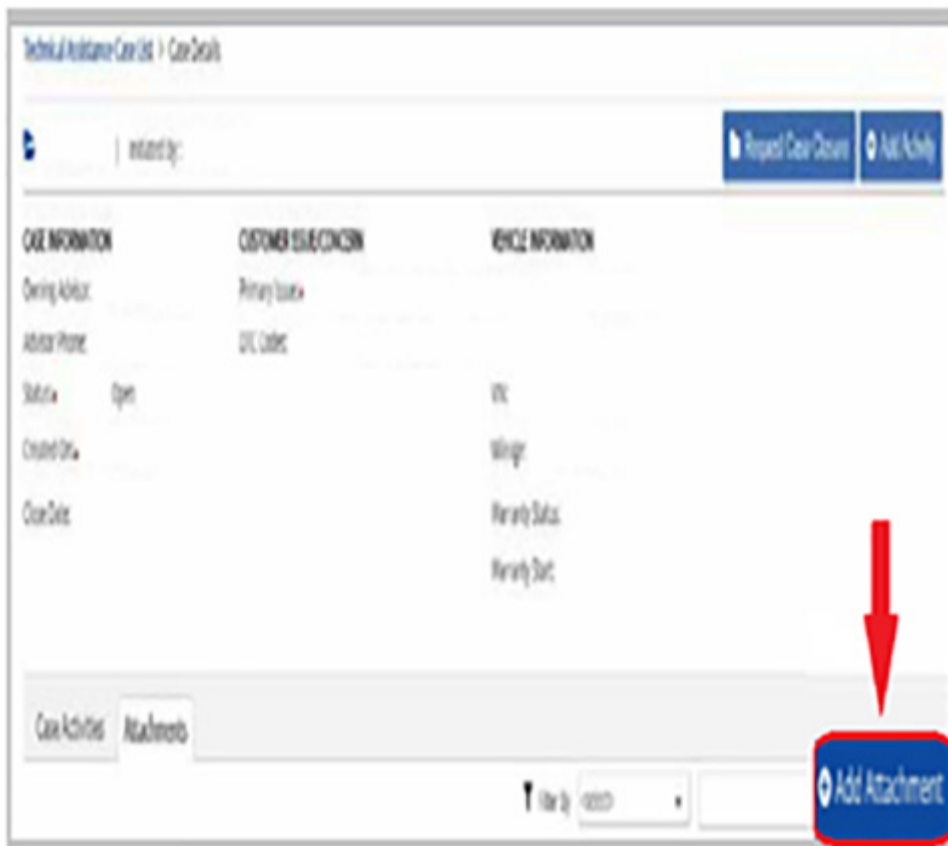 Technical Assistance Case List > Case Details
| Initiated by:
Request Case Closure
Add Activity
CASE INFORMATION
CUSTOMER ISSUE/CONCERN
VEHICLE INFORMATION
Owning Advisor:
Primary Issue:
Advisor Phone:
DTC Codes:
Status:
Open
VIN:
Created On:
Mileage:
Close Date:
Warranty Status:
Warranty Start:
Case Activities
Attachments
Filter By
<SELECT>
Add Attachment